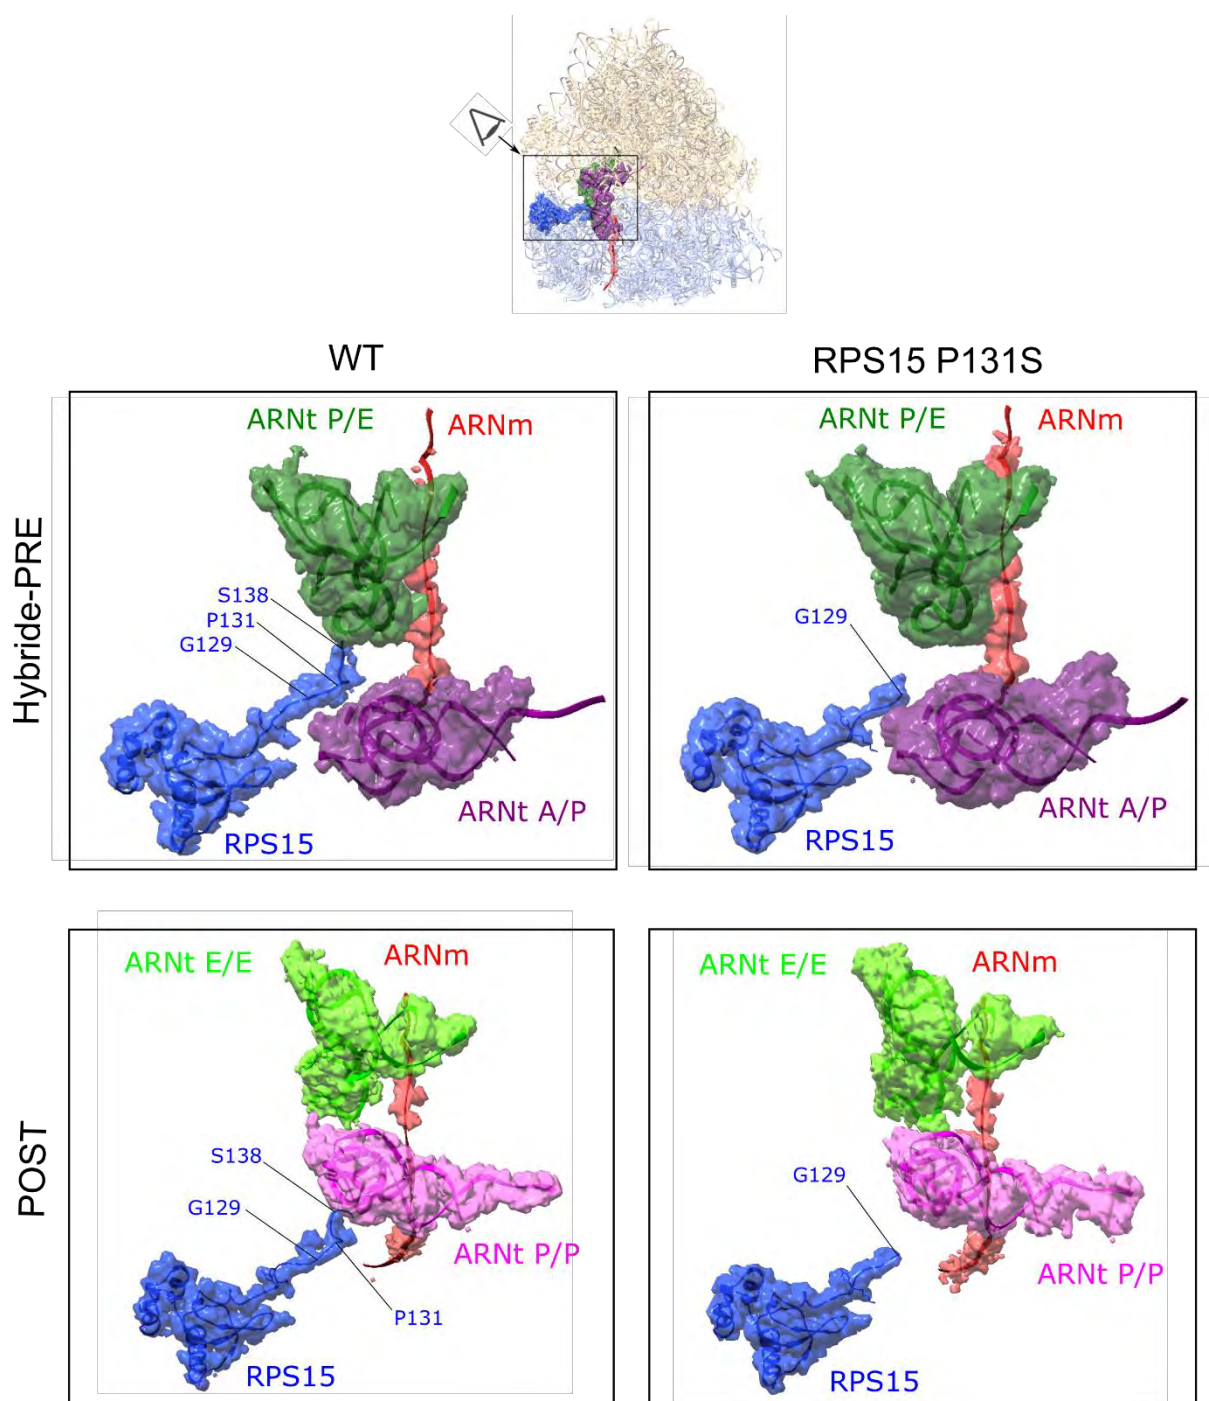 WT
RPS15 P131S
Hybride-PRE
ARNt P/E
ARNm
S138
P131
G129
ARNt A/P
RPS15
ARNt P/E
ARNm
G129
ARNt A/P
RPS15
POST
ARNt E/E
ARNm
S138
G129
ARNt P/P
P131
RPS15
ARNt E/E
ARNm
G129
ARNt P/P
RPS15